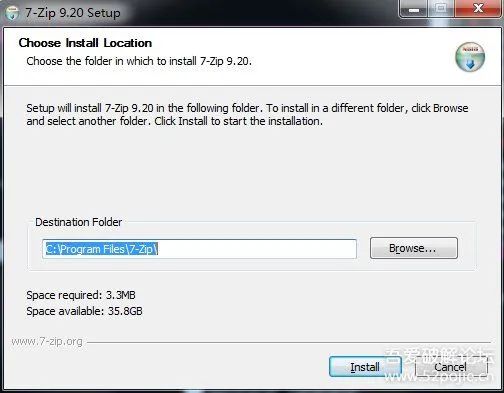 7-Zip 9.20 Setup
Choose Install Location
Choose the folder in which to install 7-Zip 9.20.
Setup will install 7-Zip 9.20 in the following folder. To install in a different folder, click Browse
and select another folder. Click Install to start the installation.
Destination Folder
C:\Program Files\7-Zip\
Browse...
Space required: 3.3MB
Space available: 35.8GB
www.7-zip.org
吾爱破解论坛
Install
Cancel
www.52pojie.cn